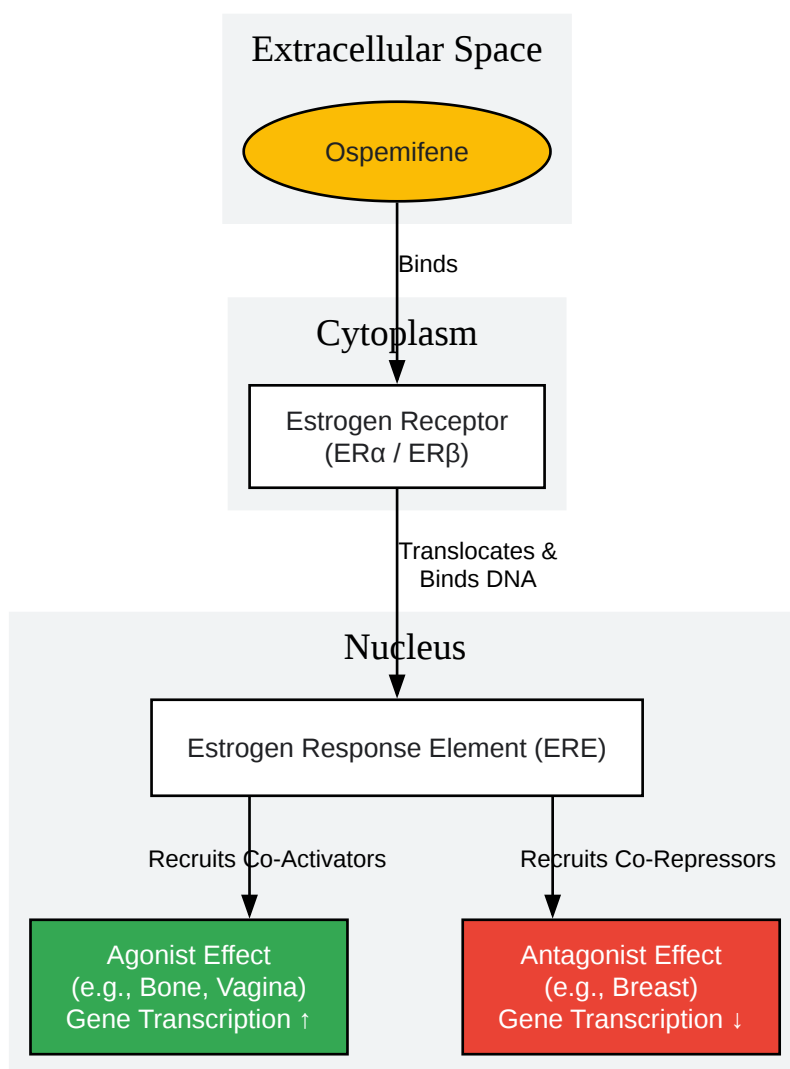 Extracellular Space
Ospemifene
Binds
Cytoplasm
Estrogen Receptor
(ERα / ERβ)
Translocates &
Binds DNA
Nucleus
Estrogen Response Element (ERE)
Recruits Co-Activators
Recruits Co-Repressors
Agonist Effect
(e.g., Bone, Vagina)
Gene Transcription ↑
Antagonist Effect
(e.g., Breast)
Gene Transcription ↓